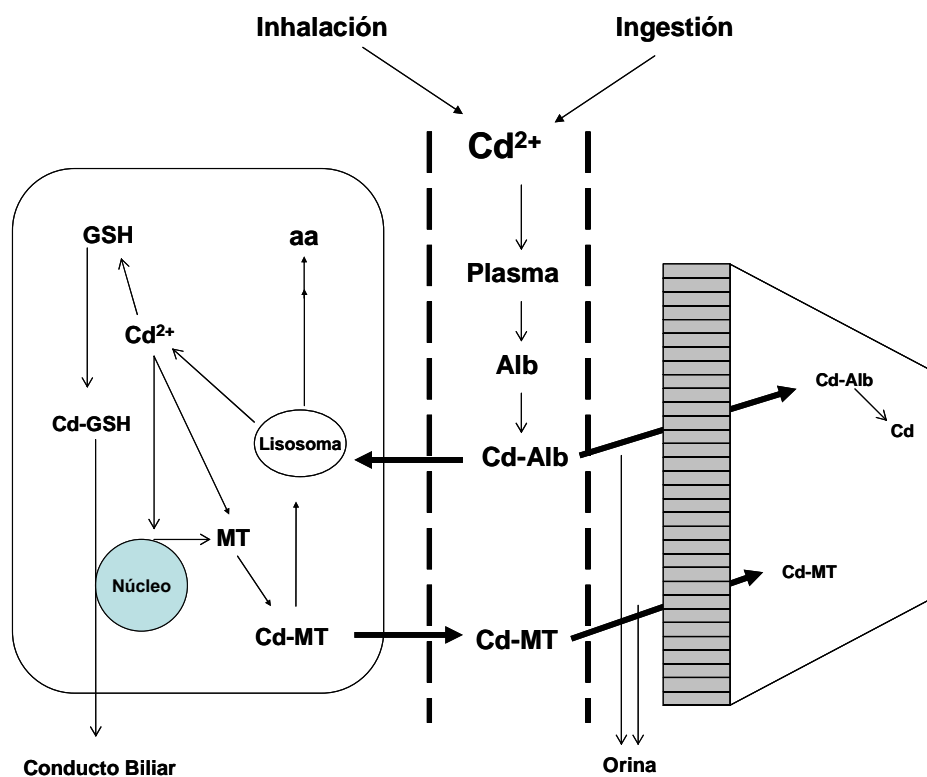 Inhalación
Ingestión
Cd²⁺
GSH
aa
Plasma
Cd²⁺
Alb
Cd-Alb
Cd
Cd-GSH
Lisosoma
Cd-Alb
MT
Núcleo
Cd-MT
Cd-MT
Cd-MT
Conducto Biliar
Orina